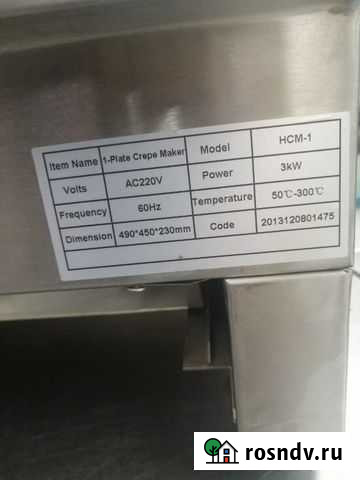 Item Name 1-Plate Crepe Maker Model HCM-1
Volts AC220V Power 3kW
Frequency 60Hz Temperature 50℃-300℃
Dimension 490*450*230mm Code 2013120801475
rosndv.ru